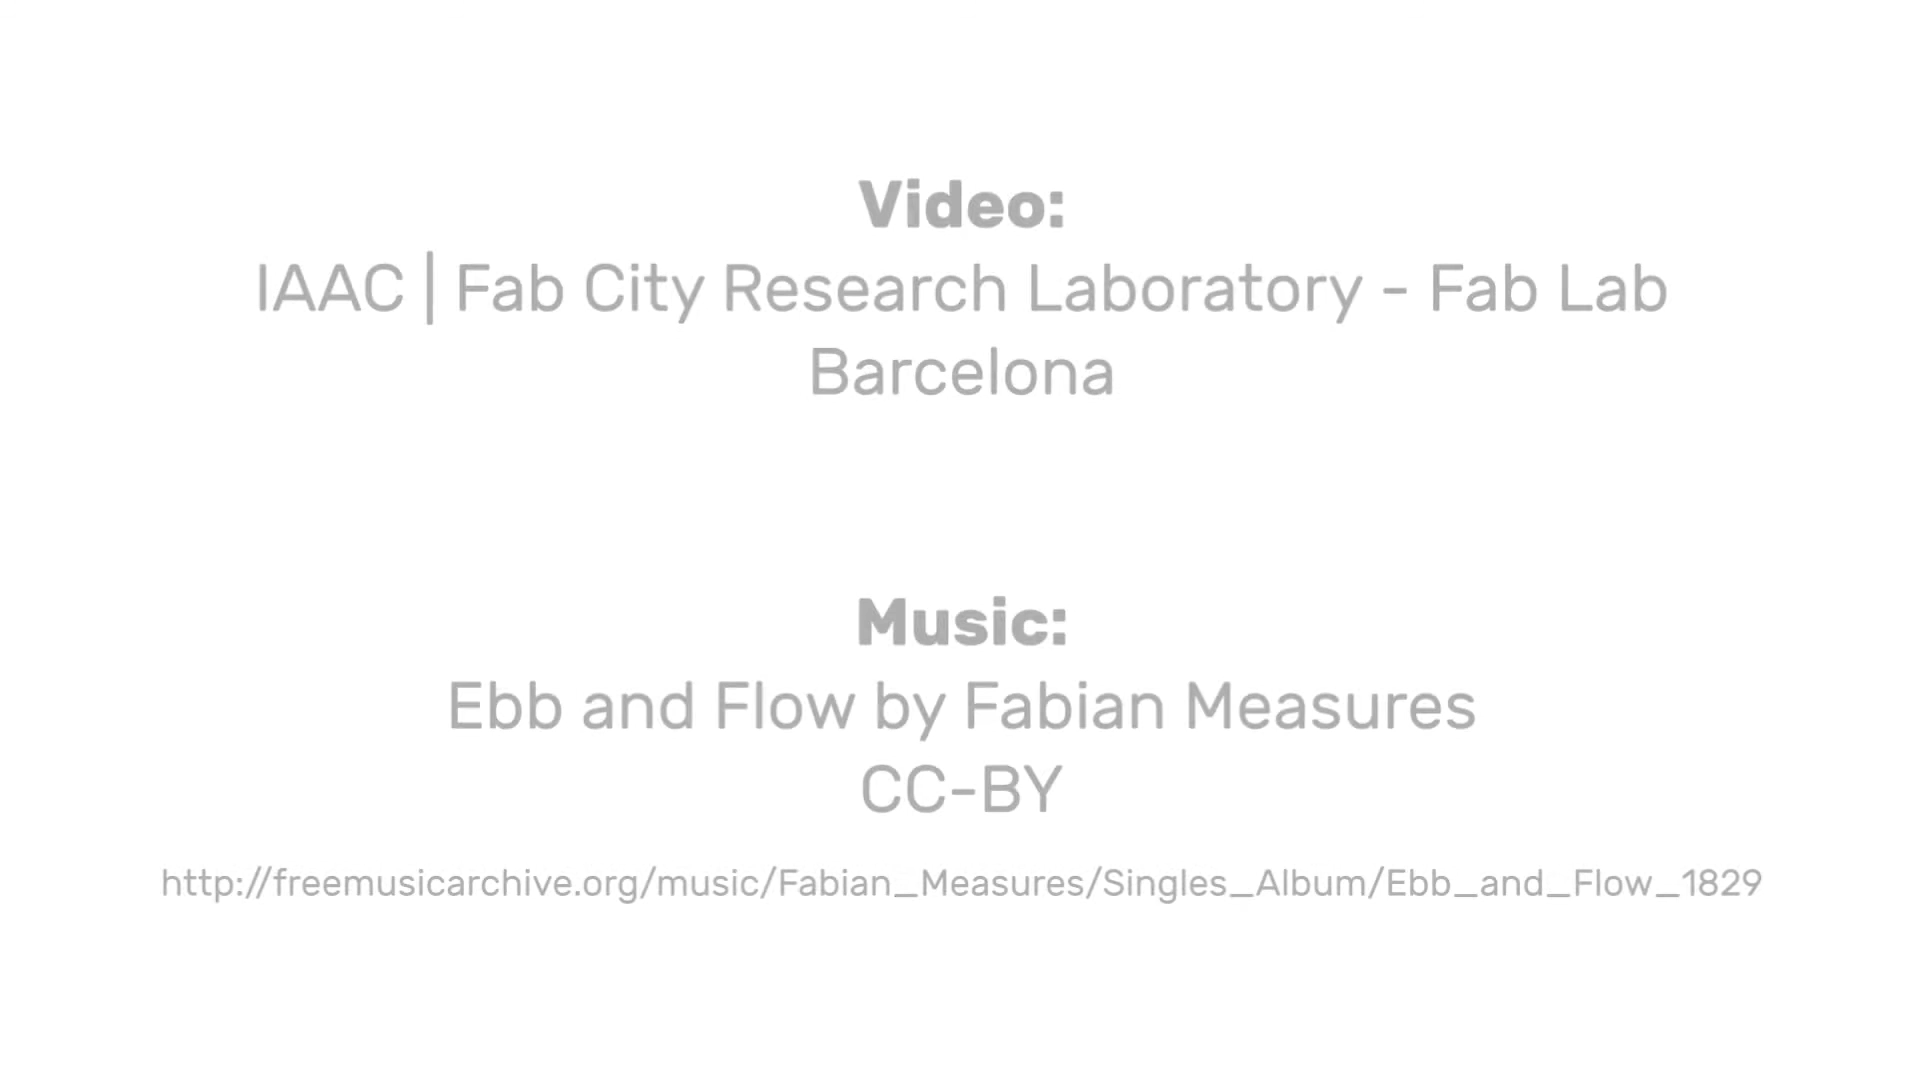 Video:
IAAC | Fab City Research Laboratory - Fab Lab
Barcelona
Music:
Ebb and Flow by Fabian Measures
CC-BY
http://freemusicarchive.org/music/Fabian_Measures/Singles_Album/Ebb_and_Flow_1829